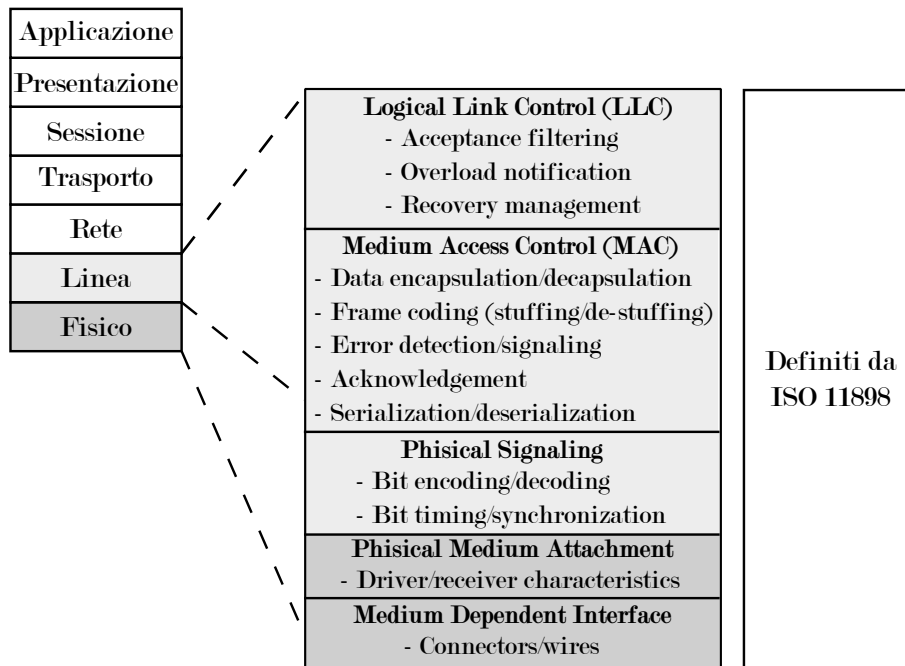 Applicazione
Presentazione
Sessione
Trasporto
Rete
Linea
Fisico
Logical Link Control (LLC)
- Acceptance filtering
- Overload notification
- Recovery management
Medium Access Control (MAC)
- Data encapsulation/decapsulation
- Frame coding (stuffing/de-stuffing)
- Error detection/signaling
- Acknowledgement
- Serialization/deserialization
Phisical Signaling
- Bit encoding/decoding
- Bit timing/synchronization
Phisical Medium Attachment
- Driver/receiver characteristics
Medium Dependent Interface
- Connectors/wires
Definiti da
ISO 11898